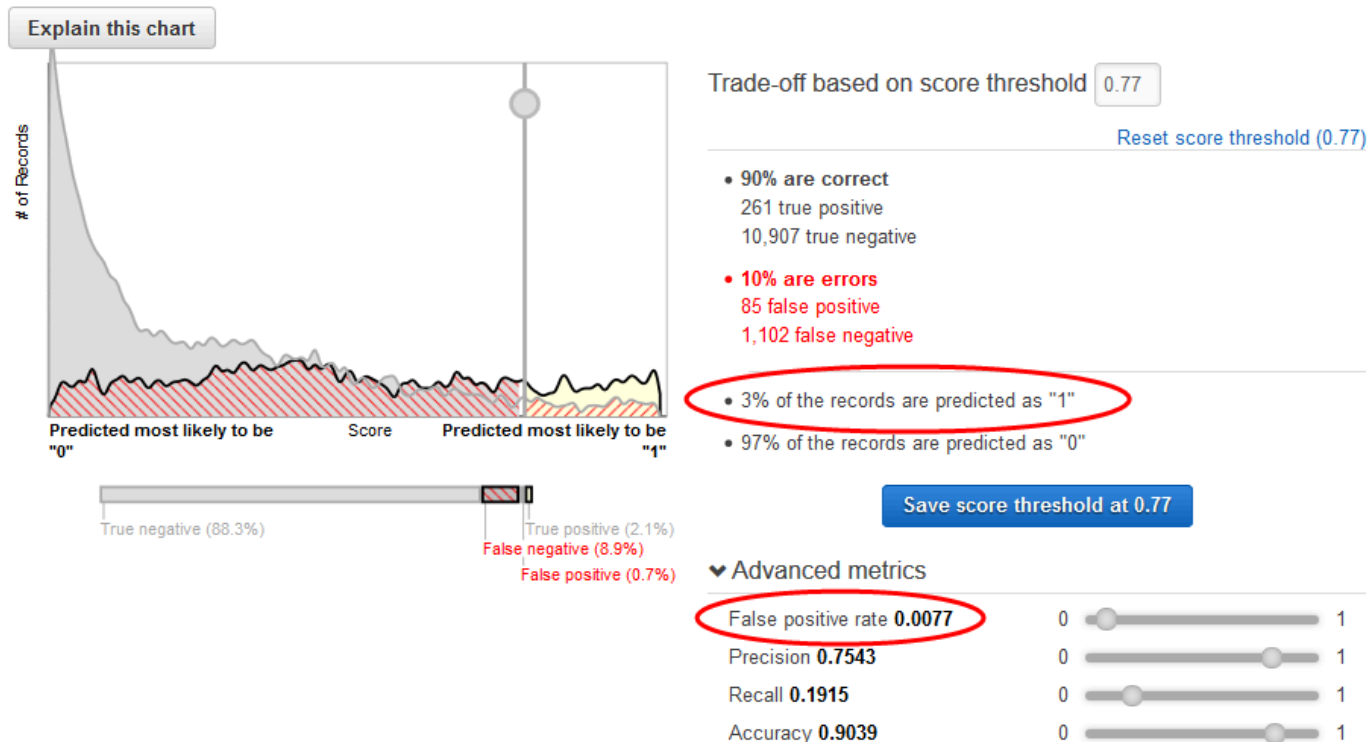 Explain this chart
# of Records
Predicted most likely to be "0"
Score
Predicted most likely to be "1"
True negative (88.3%)
True positive (2.1%)
False negative (8.9%)
False positive (0.7%)
Trade-off based on score threshold 0.77
Reset score threshold (0.77)
• 90% are correct
261 true positive
10,907 true negative
• 10% are errors
85 false positive
1,102 false negative
• 3% of the records are predicted as "1"
• 97% of the records are predicted as "0"
Save score threshold at 0.77
Advanced metrics
False positive rate 0.0077 0 1
Precision 0.7543 0 1
Recall 0.1915 0 1
Accuracy 0.9039 0 1